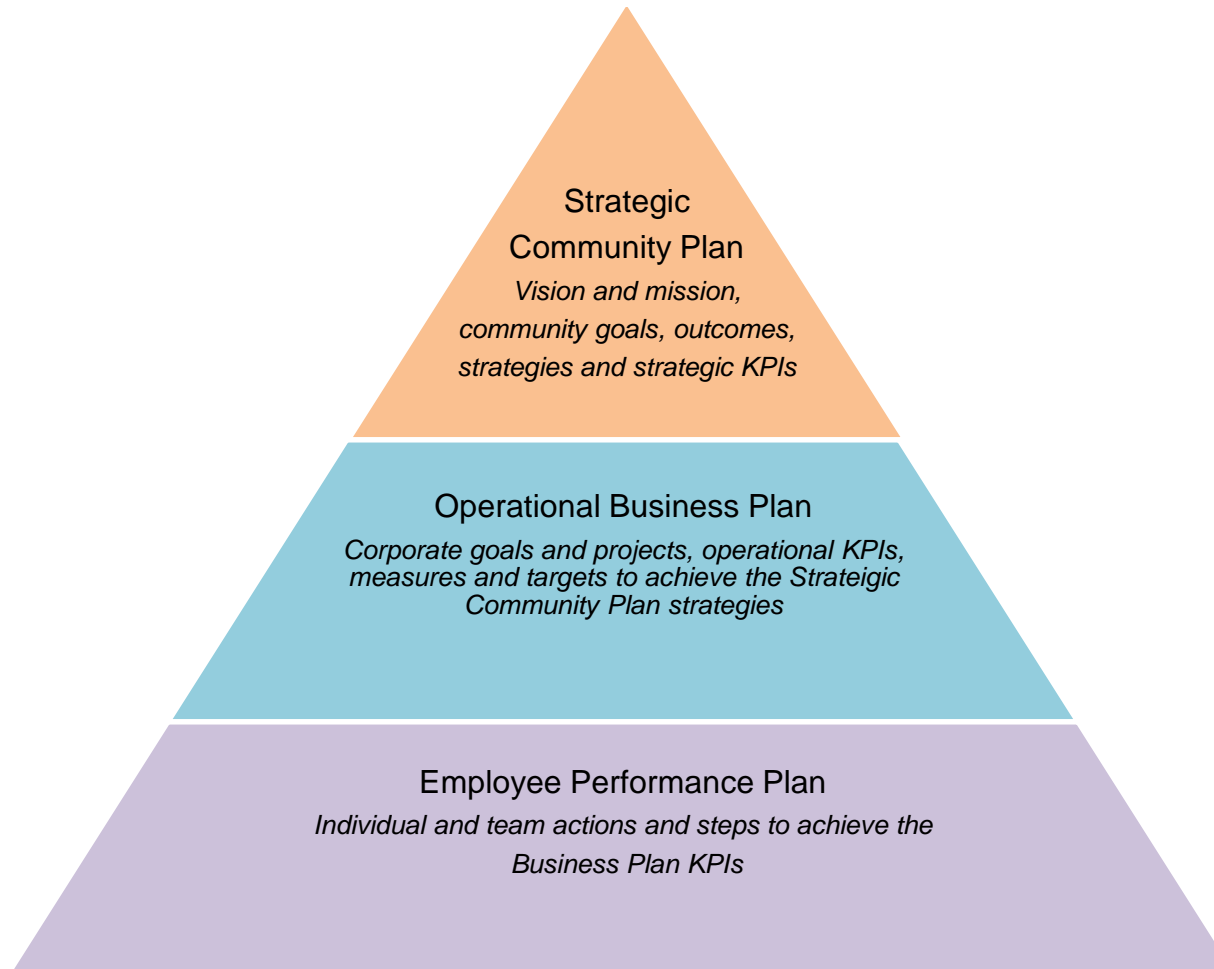 Strategic
Community Plan
Vision and mission,
community goals, outcomes,
strategies and strategic KPIs
Operational Business Plan
Corporate goals and projects, operational KPIs,
measures and targets to achieve the Strateigic
Community Plan strategies
Employee Performance Plan
Individual and team actions and steps to achieve the
Business Plan KPIs